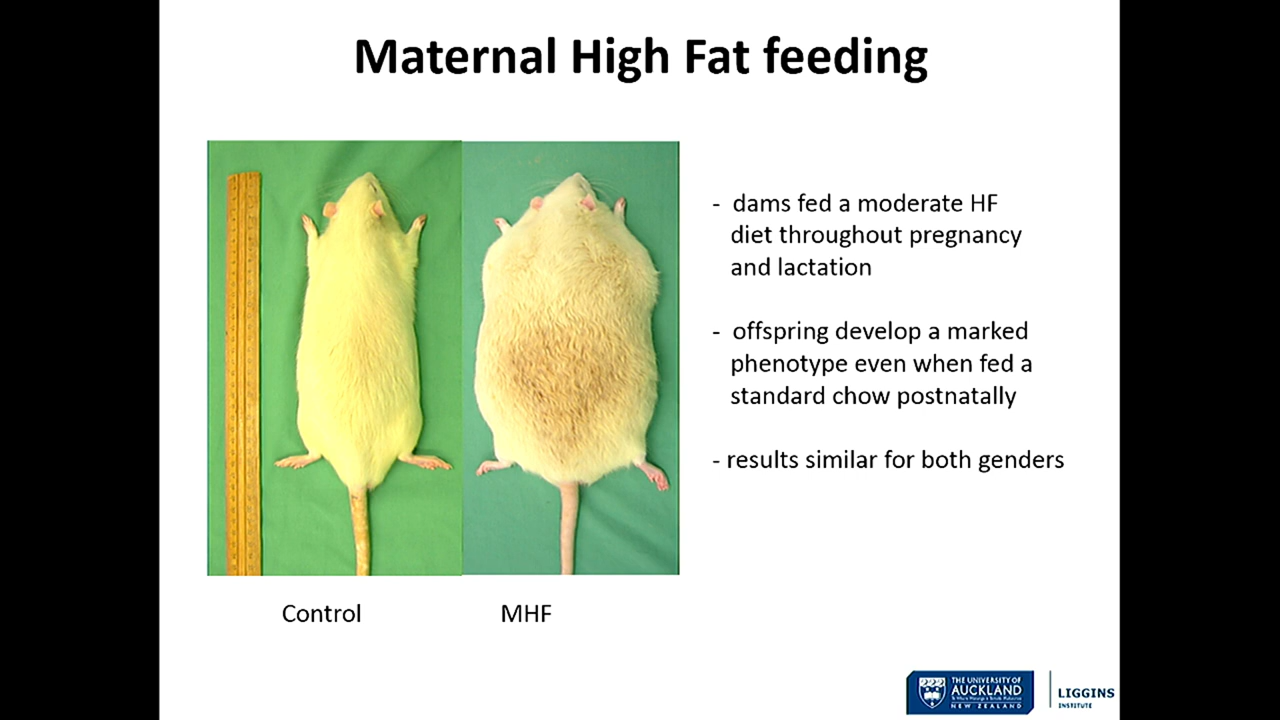 Maternal High Fat feeding
- dams fed a moderate HF
diet throughout pregnancy
and lactation
- offspring develop a marked
phenotype even when fed a
standard chow postnatally
- results similar for both genders
Control
MHF
THE UNIVERSITY OF
AUCKLAND
NEW ZEALAND
LIGGINS
INSTITUTE